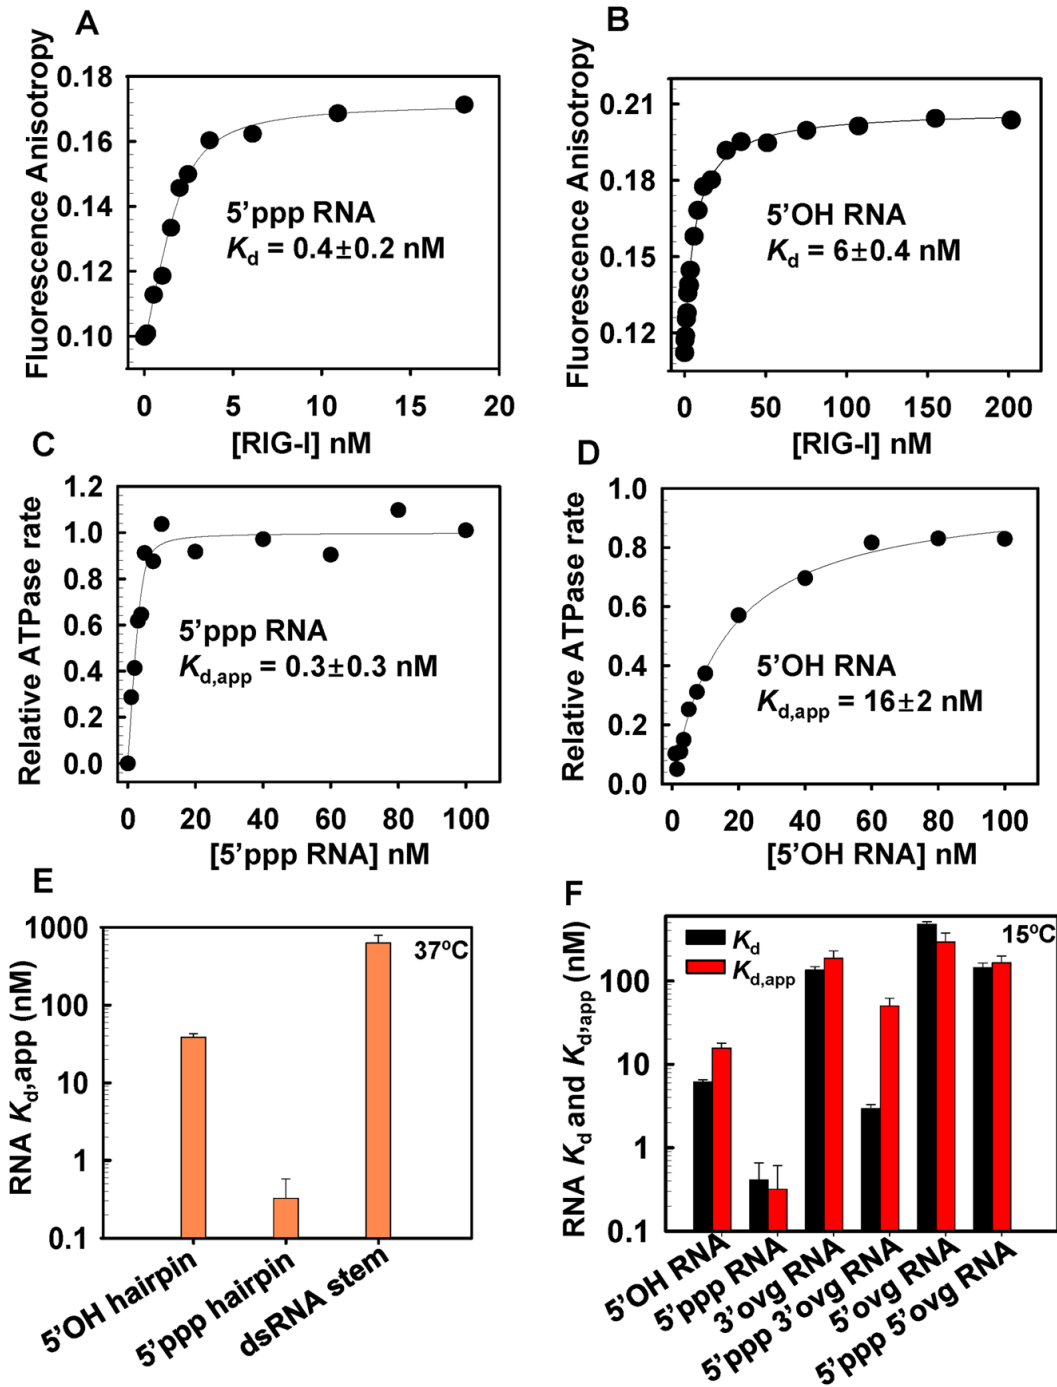 A
Fluorescence Anisotropy
0.18
0.16
0.14
0.12
0.10
5’ppp RNA
Kd = 0.4±0.2 nM
0 5 10 15 20
[RIG-I] nM
B
Fluorescence Anisotropy
0.21
0.18
0.15
0.12
5’OH RNA
Kd = 6±0.4 nM
0 50 100 150 200
[RIG-I] nM
C
Relative ATPase rate
1.2
1.0
0.8
0.6
0.4
0.2
0.0
5’ppp RNA
Kd,app = 0.3±0.3 nM
0 20 40 60 80 100
[5’ppp RNA] nM
D
Relative ATPase rate
1.0
0.8
0.6
0.4
0.2
0.0
5’OH RNA
Kd,app = 16±2 nM
0 20 40 60 80 100
[5’OH RNA] nM
E
RNA Kd,app (nM)
1000
100
10
1
0.1
37ºC
5’OH hairpin
5’ppp hairpin
dsRNA stem
F
RNA Kd and Kd,app (nM)
100
10
1
0.1
Kd
Kd,app
15ºC
5’OH RNA
5’ppp RNA
3’ovg RNA
5’ppp 3’ovg RNA
5’ovg RNA
5’ppp 5’ovg RNA